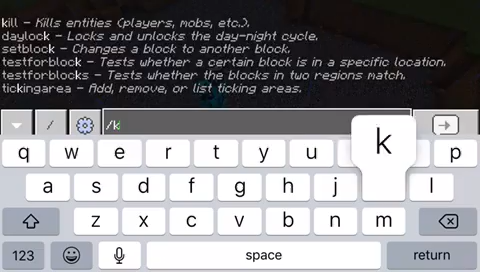 kill - Kills entities (players, mobs, etc.).
daylock - Locks and unlocks the day-night cycle.
setblock - Changes a block to another block.
testforblock - Tests whether a certain block is in a specific location.
testforblocks - Tests whether the blocks in two regions match.
tickingarea - Add, remove, or list ticking areas.
/ /k
k
q w e r t y u p
a s d f g h j l
z x c v b n m
123 space return